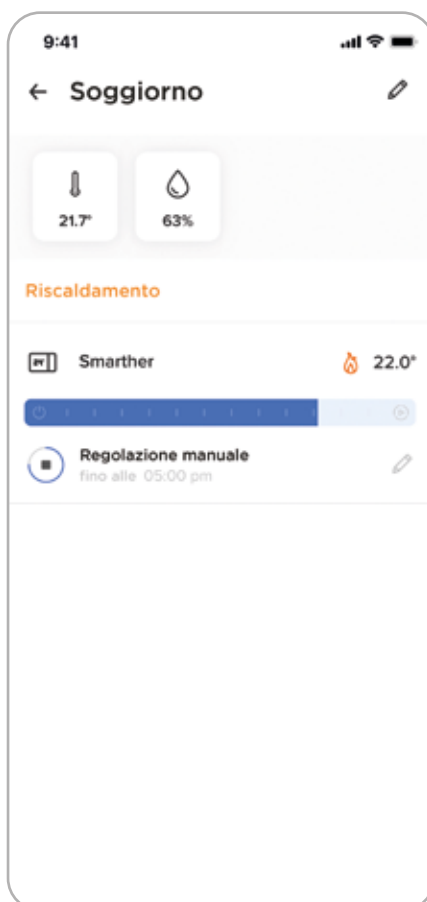 9:41
Soggiorno
21.7°
63%
Riscaldamento
Smarther
22.0°
Regolazione manuale
fino alle 05:00 pm